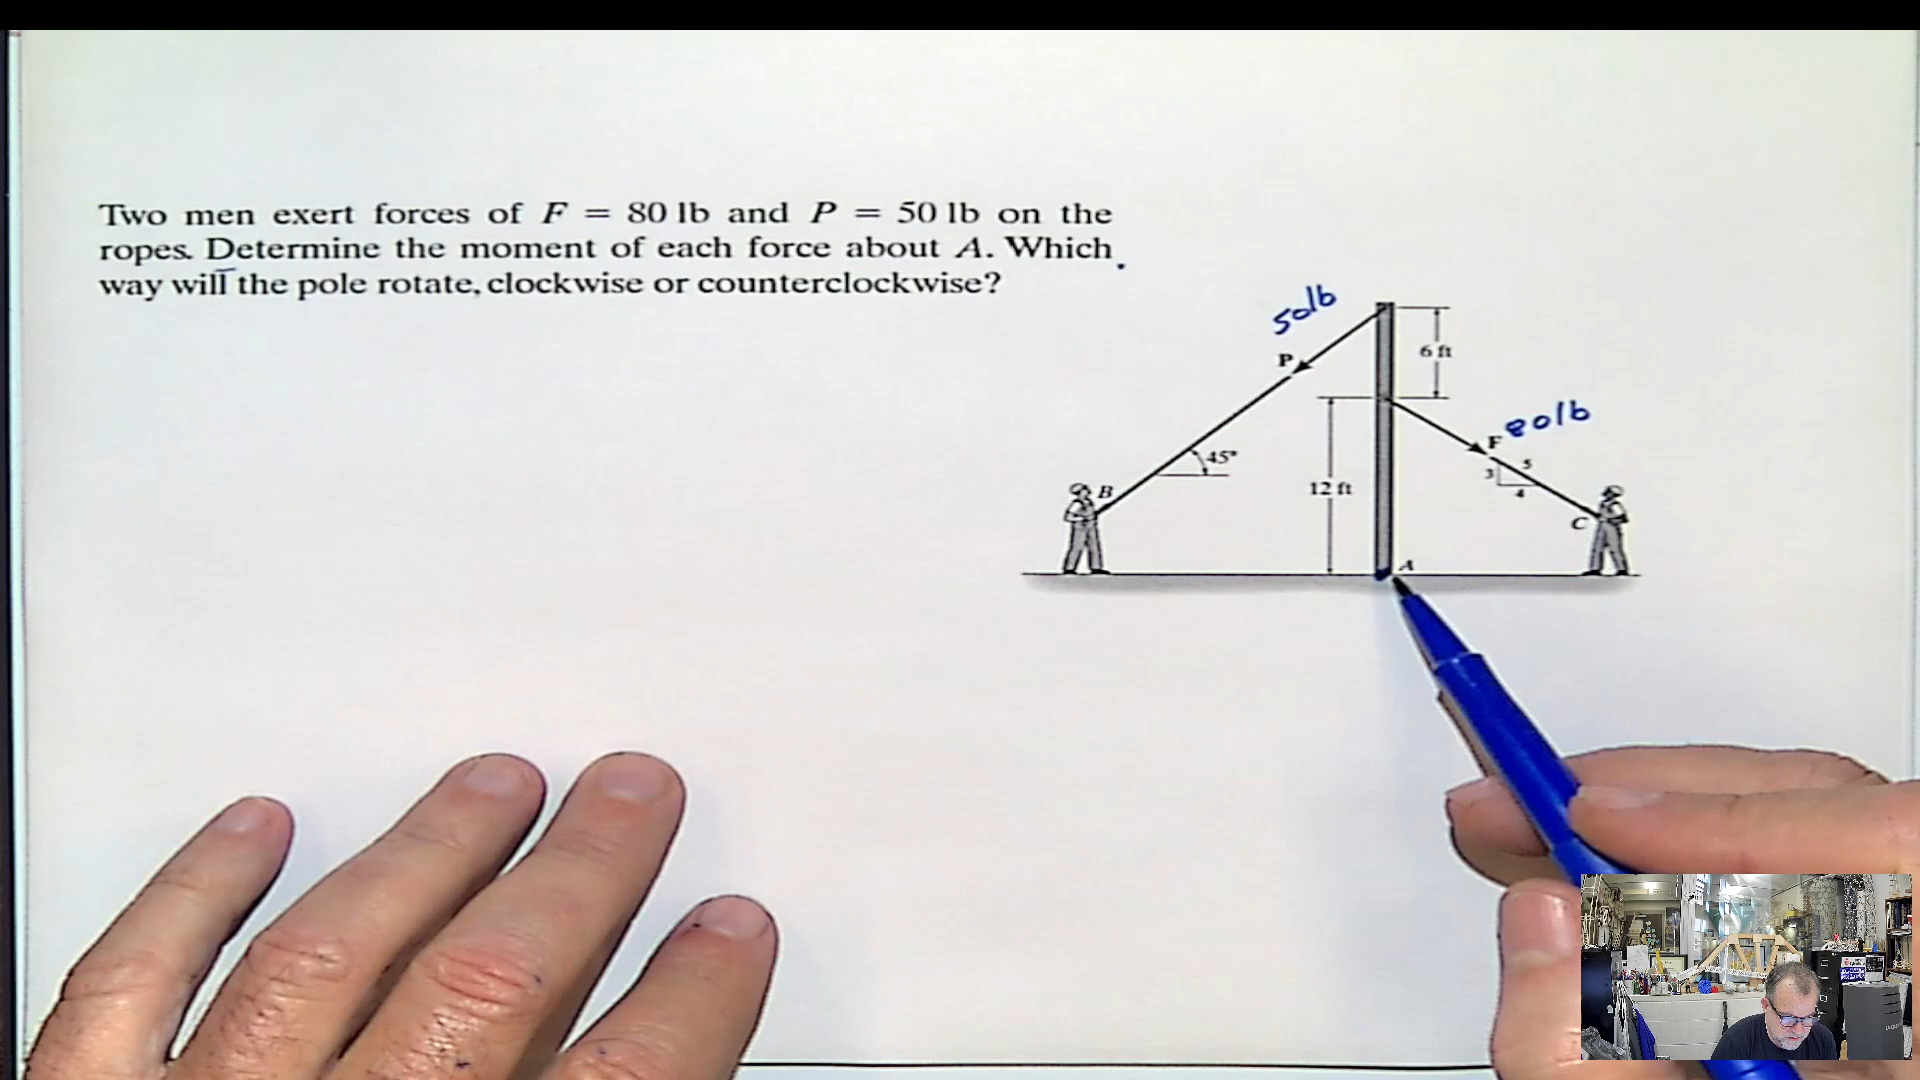 Two men exert forces of F = 80 lb and P = 50 lb on the
ropes. Determine the moment of each force about A. Which
way will the pole rotate, clockwise or counterclockwise?
50lb
P
6 ft
80lb
F
45°
3
5
4
12 ft
B
C
A